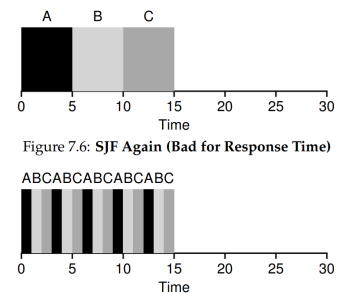 A B C
0 5 10 15 20 25 30
Time
Figure 7.6: SJF Again (Bad for Response Time)
ABCABCABCABCABC
0 5 10 15 20 25 30
Time